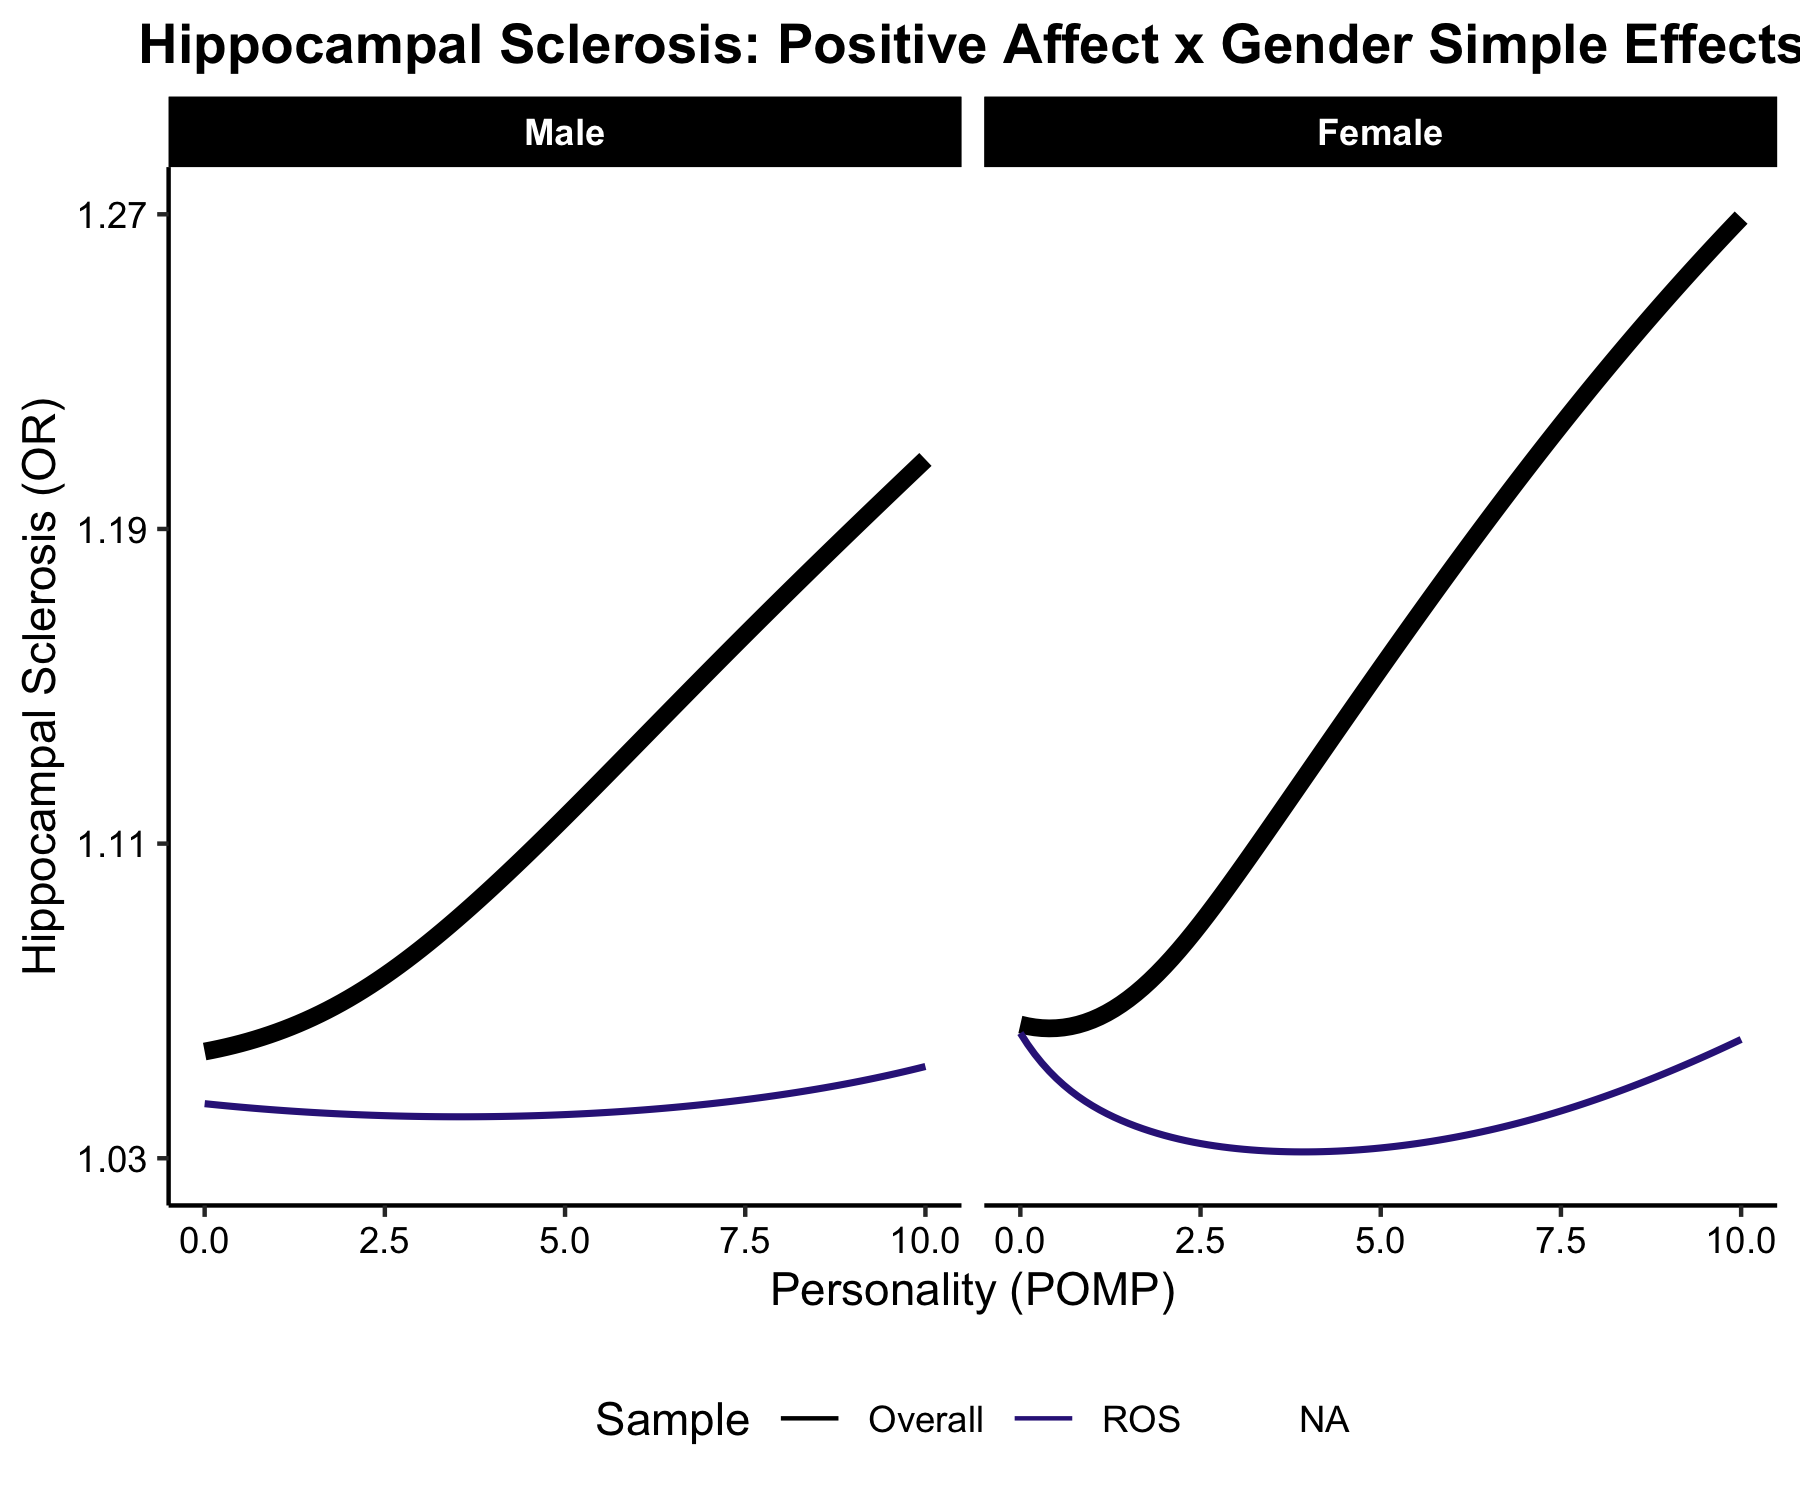 Hippocampal Sclerosis: Positive Affect x Gender Simple Effects
Male Female
Hippocampal Sclerosis (OR)
1.27
1.19
1.11
1.03
0.0 2.5 5.0 7.5 10.0 0.0 2.5 5.0 7.5 10.0
Personality (POMP)
Sample Overall ROS NA